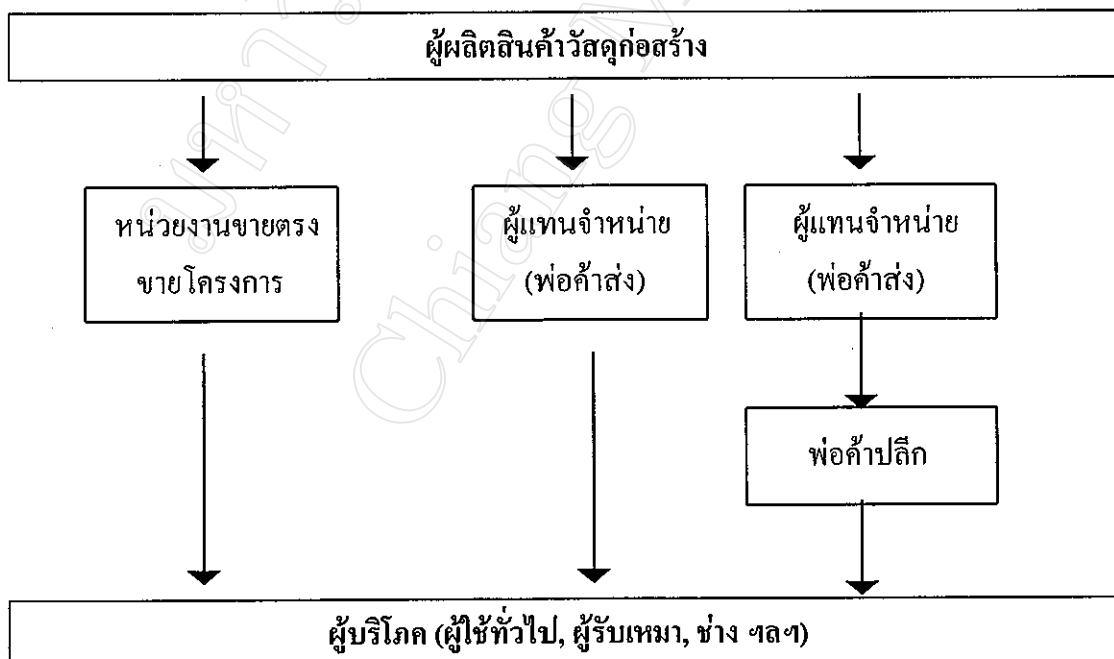 ผู้ผลิตสินค้าวัสดุก่อสร้าง
หน่วยงานขายตรง
ขายโครงการ
ผู้แทนจำหน่าย
(พ่อค้าส่ง)
ผู้แทนจำหน่าย
(พ่อค้าส่ง)
พ่อค้าปลีก
ผู้บริโภค (ผู้ใช้ทั่วไป, ผู้รับเหมา, ช่าง ฯลฯ)
Chiang